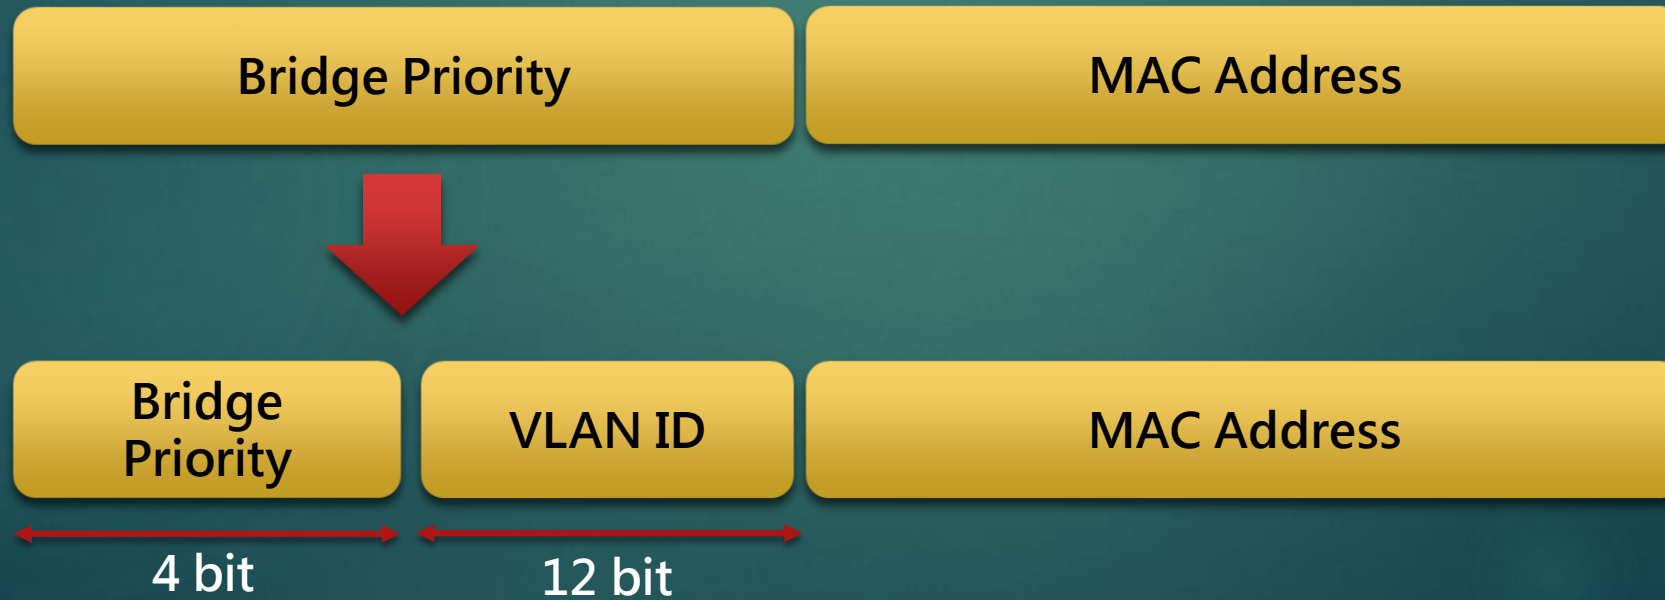 Bridge Priority
MAC Address
Bridge
Priority
VLAN ID
MAC Address
4 bit
12 bit